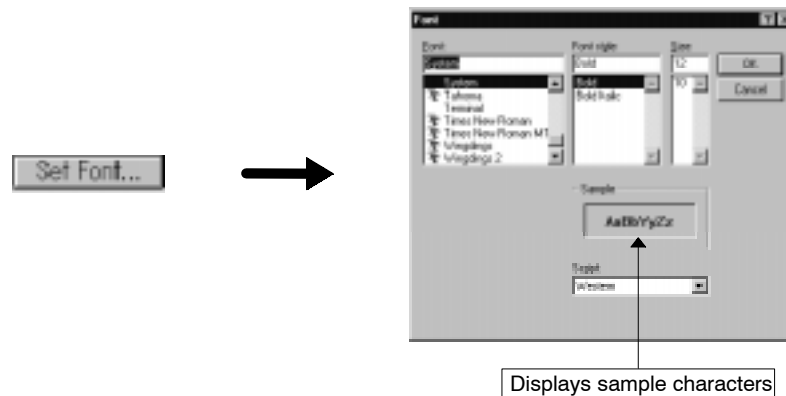 Font
Font:
Font style:
Size:
System
Bold
12
OK
Cancel
System
Tahoma
Terminal
Times New Roman
Times New Roman MT
Wingdings
Wingdings 2
Bold
Bold Italic
10
Set Font...
Sample
AaBbYyZz
Script:
Western
Displays sample characters